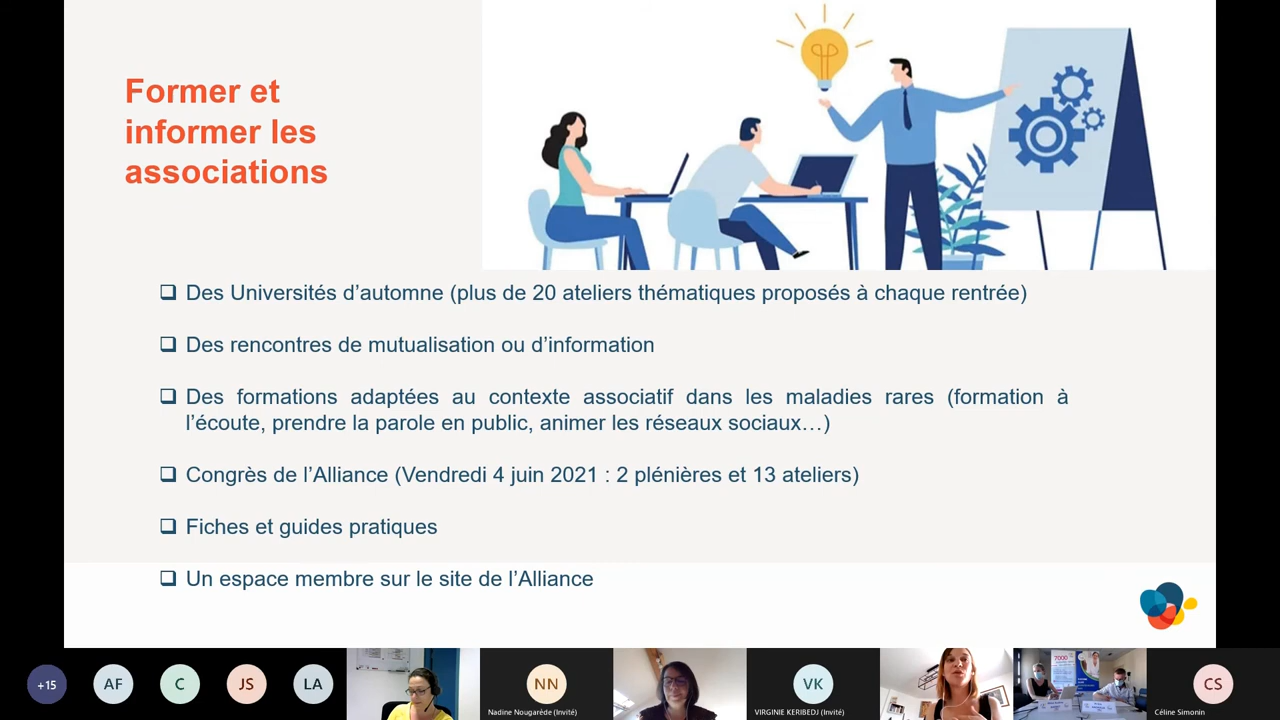 Former et
informer les
associations
❑ Des Universités d’automne (plus de 20 ateliers thématiques proposés à chaque rentrée)
❑ Des rencontres de mutualisation ou d’information
❑ Des formations adaptées au contexte associatif dans les maladies rares (formation à
l’écoute, prendre la parole en public, animer les réseaux sociaux…)
❑ Congrès de l’Alliance (Vendredi 4 juin 2021 : 2 plénières et 13 ateliers)
❑ Fiches et guides pratiques
❑ Un espace membre sur le site de l’Alliance
+15
AF
C
JS
LA
NN
Nadine Nougarède (Invité)
VK
VIRGINIE KERIBEDJ (Invité)
7000
CS
Céline Simonin